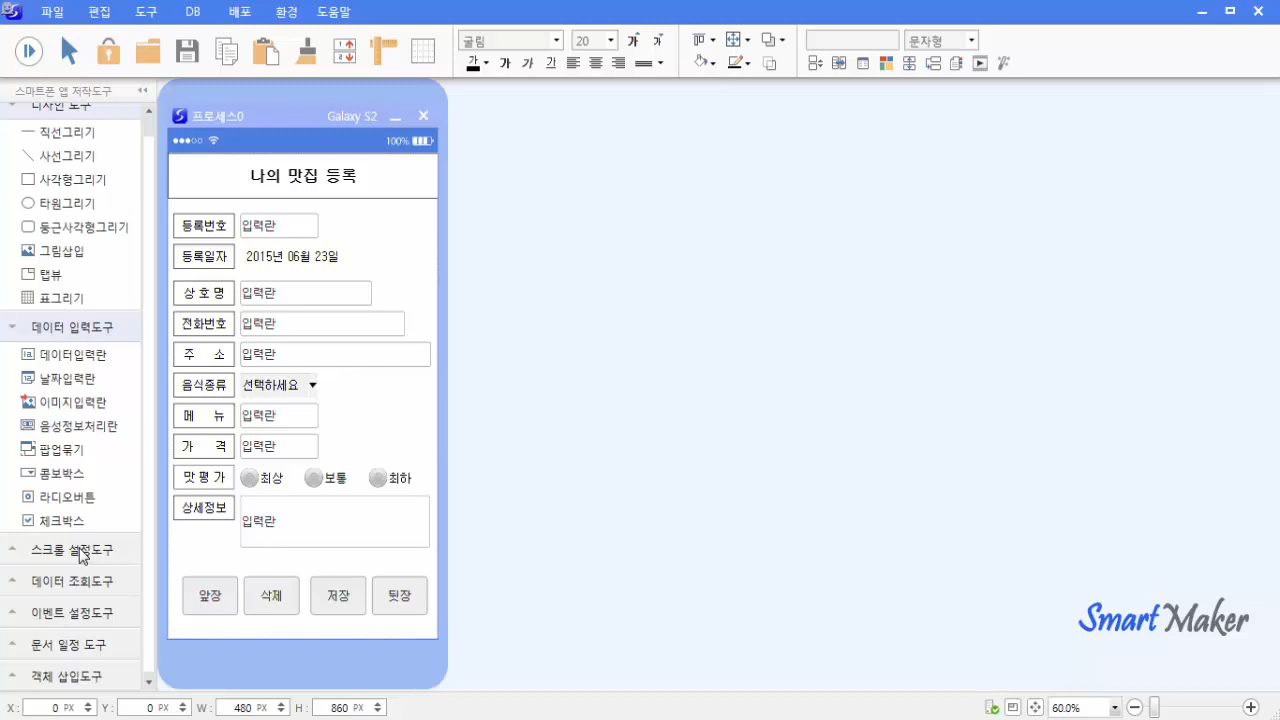 파일 편집 도구 DB 배포 환경 도움말
굴림 20 가 가 문자형
가 가 가 가
스마트폰 앱 저작도구
디자인 도구
직선그리기
사선그리기
사각형그리기
타원그리기
둥근사각형그리기
그림삽입
탭뷰
표그리기
데이터 입력도구
데이터입력란
날짜입력란
이미지입력란
음성정보처리란
팝업묶기
콤보박스
라디오버튼
체크박스
스크롤 설정도구
데이터 조회도구
이벤트 설정도구
문서 일정 도구
객체 삽입도구
프로세스0 Galaxy S2
100%
나의 맛집 등록
등록번호 입력란
등록일자 2015년 06월 23일
상 호 명 입력란
전화번호 입력란
주 소 입력란
음식종류 선택하세요
메 뉴 입력란
가 격 입력란
맛 평 가 최상 보통 최하
상세정보 입력란
앞장 삭제 저장 뒷장
Smart Maker
X: 0 PX Y: 0 PX W: 480 PX H: 860 PX 60.0%